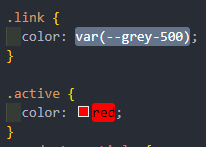 .link {
  color: var(--grey-500);
}

.active {
  color: red;
}